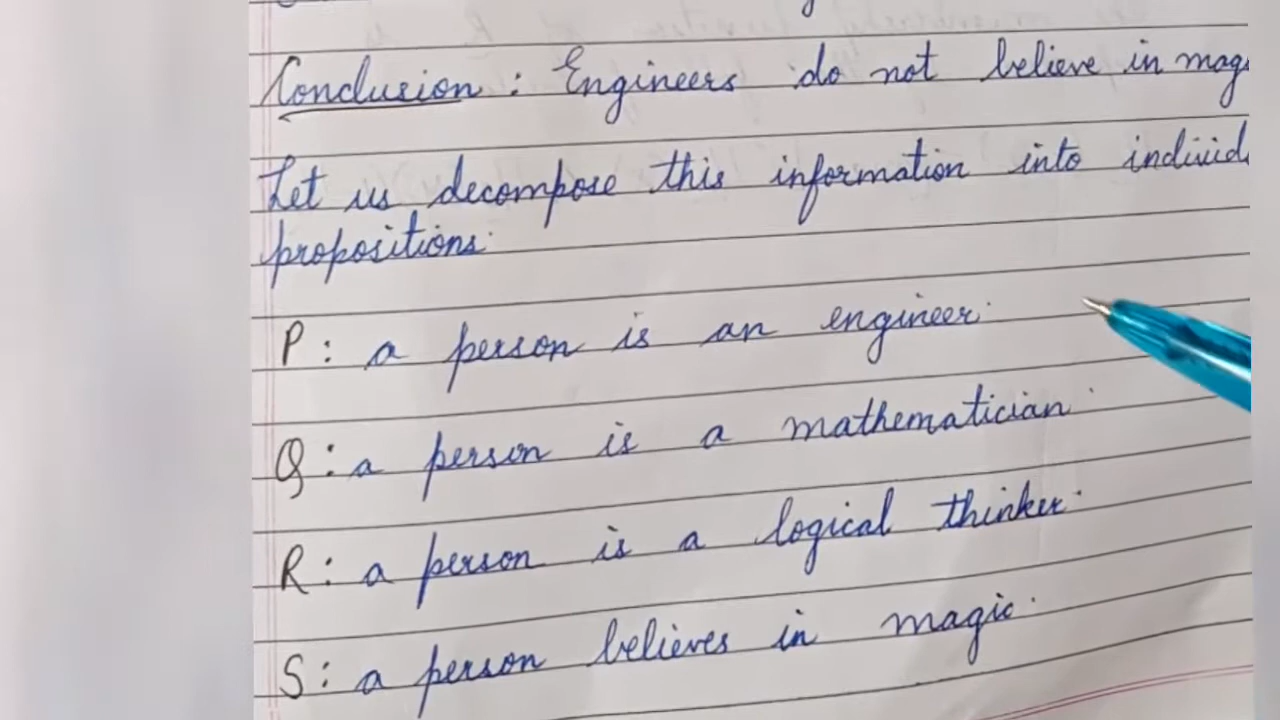 Conclusion : Engineers do not believe in mag
Let us decompose this information into individ
propositions.
P : a person is an engineer.
Q : a person is a mathematician.
R : a person is a logical thinker.
S : a person believes in magic.